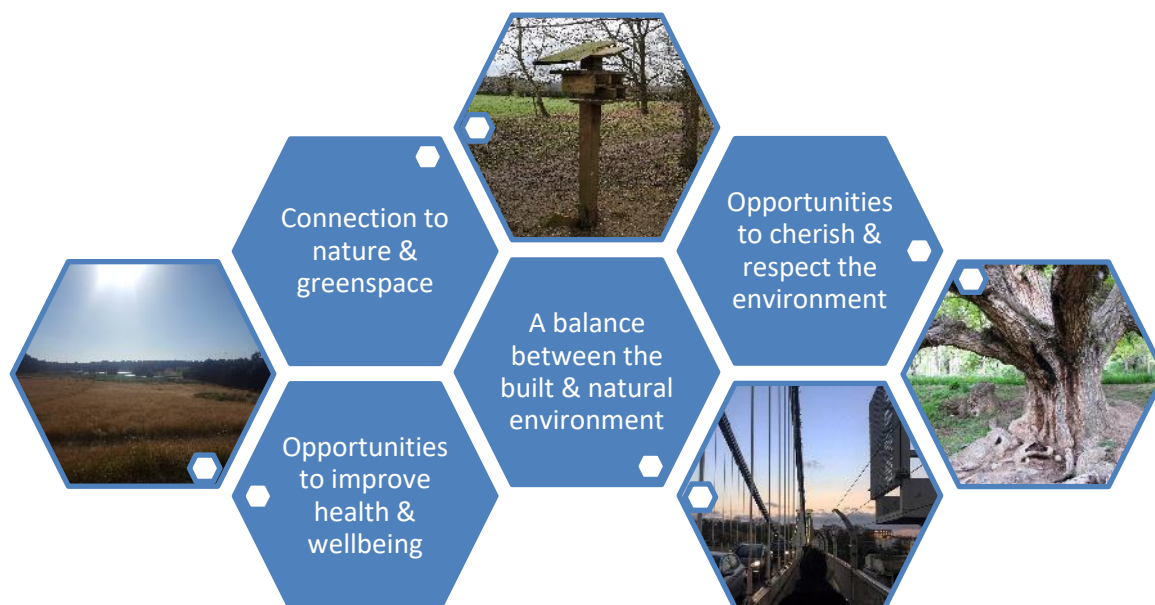 Connection to
nature &
greenspace
Opportunities
to cherish &
respect the
environment
A balance
between the
built & natural
environment
Opportunities
to improve
health &
wellbeing